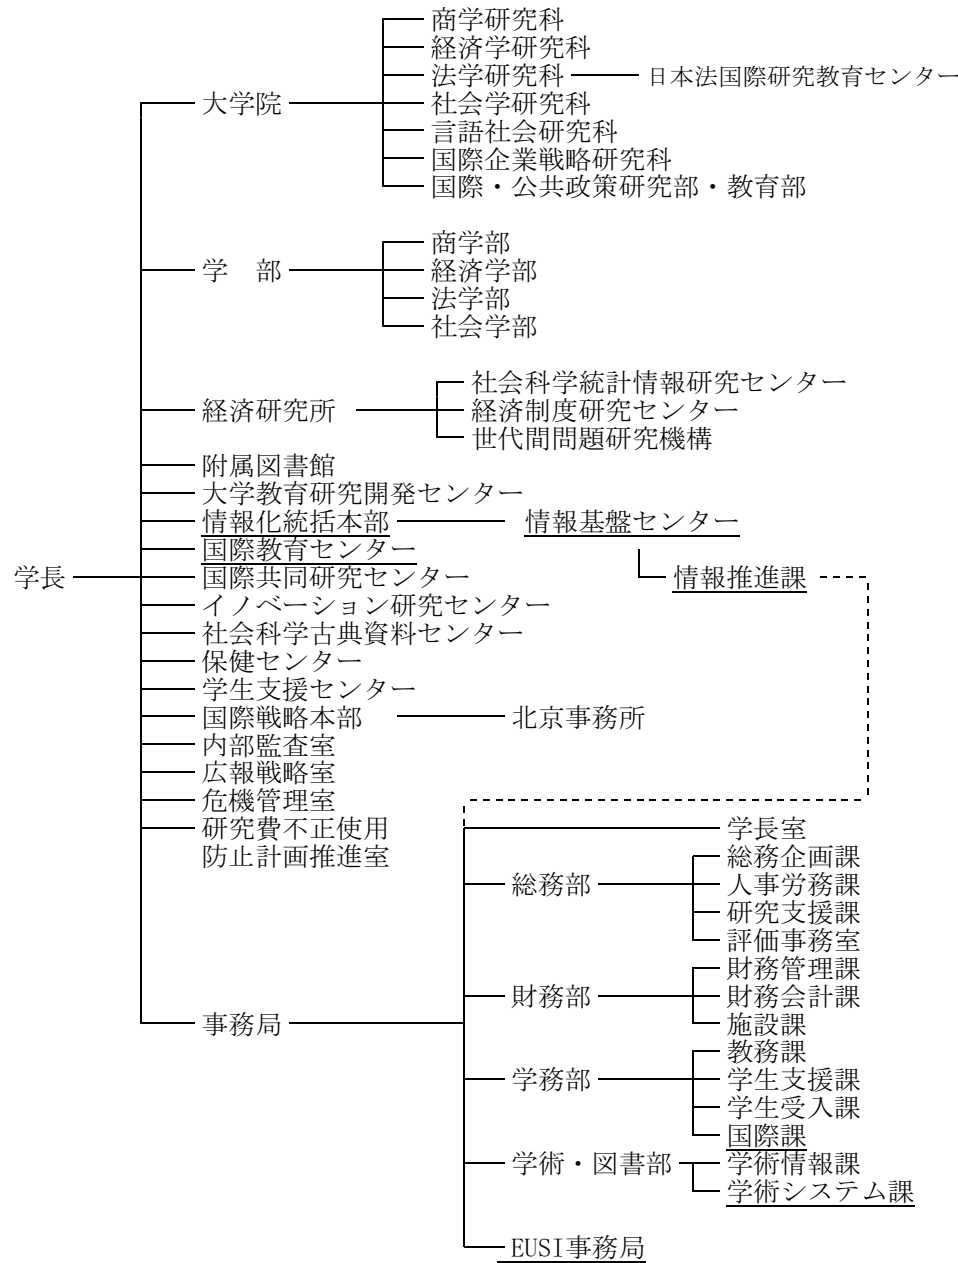 商学研究科
経済学研究科
法学研究科 日本法国際研究教育センター
大学院 社会学研究科
言語社会研究科
国際企業戦略研究科
国際・公共政策研究部・教育部
商学部
学　部 経済学部
法学部
社会学部
社会科学統計情報研究センター
経済研究所 経済制度研究センター
世代間問題研究機構
附属図書館
大学教育研究開発センター
情報化統括本部 情報基盤センター
国際教育センター
学長 国際共同研究センター 情報推進課
イノベーション研究センター
社会科学古典資料センター
保健センター
学生支援センター
国際戦略本部 北京事務所
内部監査室
広報戦略室
危機管理室
研究費不正使用 学長室
防止計画推進室 総務企画課
総務部 人事労務課
研究支援課
評価事務室
財務管理課
財務部 財務会計課
事務局 施設課
教務課
学務部 学生支援課
学生受入課
国際課
学術・図書部 学術情報課
学術システム課
EUSI事務局